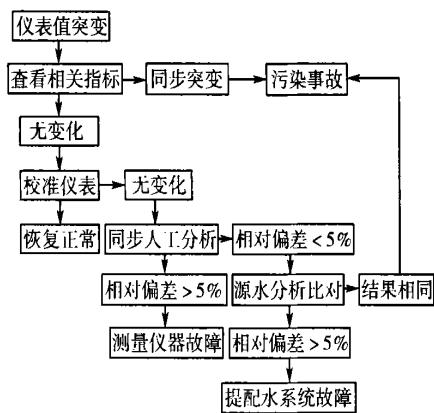 仪表值突变
查看相关指标 同步突变 污染事故
无变化
校准仪表 无变化
恢复正常 同步人工分析 相对偏差<5%
相对偏差>5% 源水分析比对 结果相同
测量仪器故障 相对偏差>5%
提配水系统故障